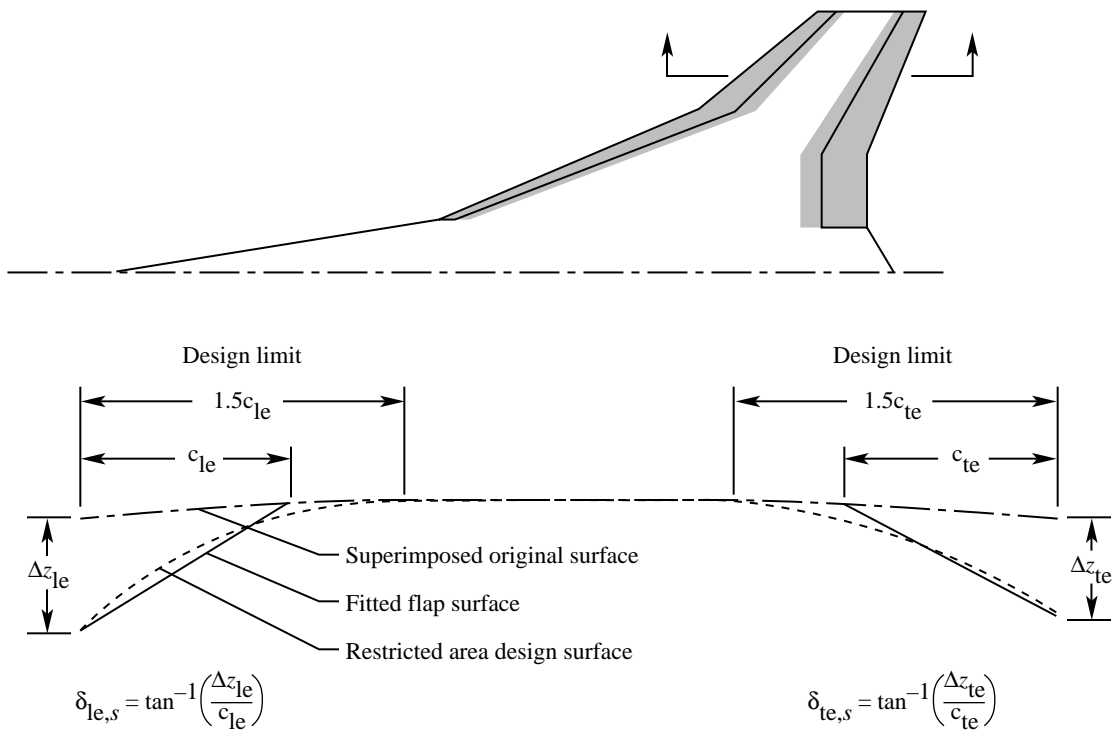 Design limit
Design limit
1.5c_le
1.5c_te
c_le
c_te
Δz_le
Δz_te
Superimposed original surface
Fitted flap surface
Restricted area design surface
δ_le,s = tan⁻¹(Δz_le/c_le)
δ_te,s = tan⁻¹(Δz_te/c_te)